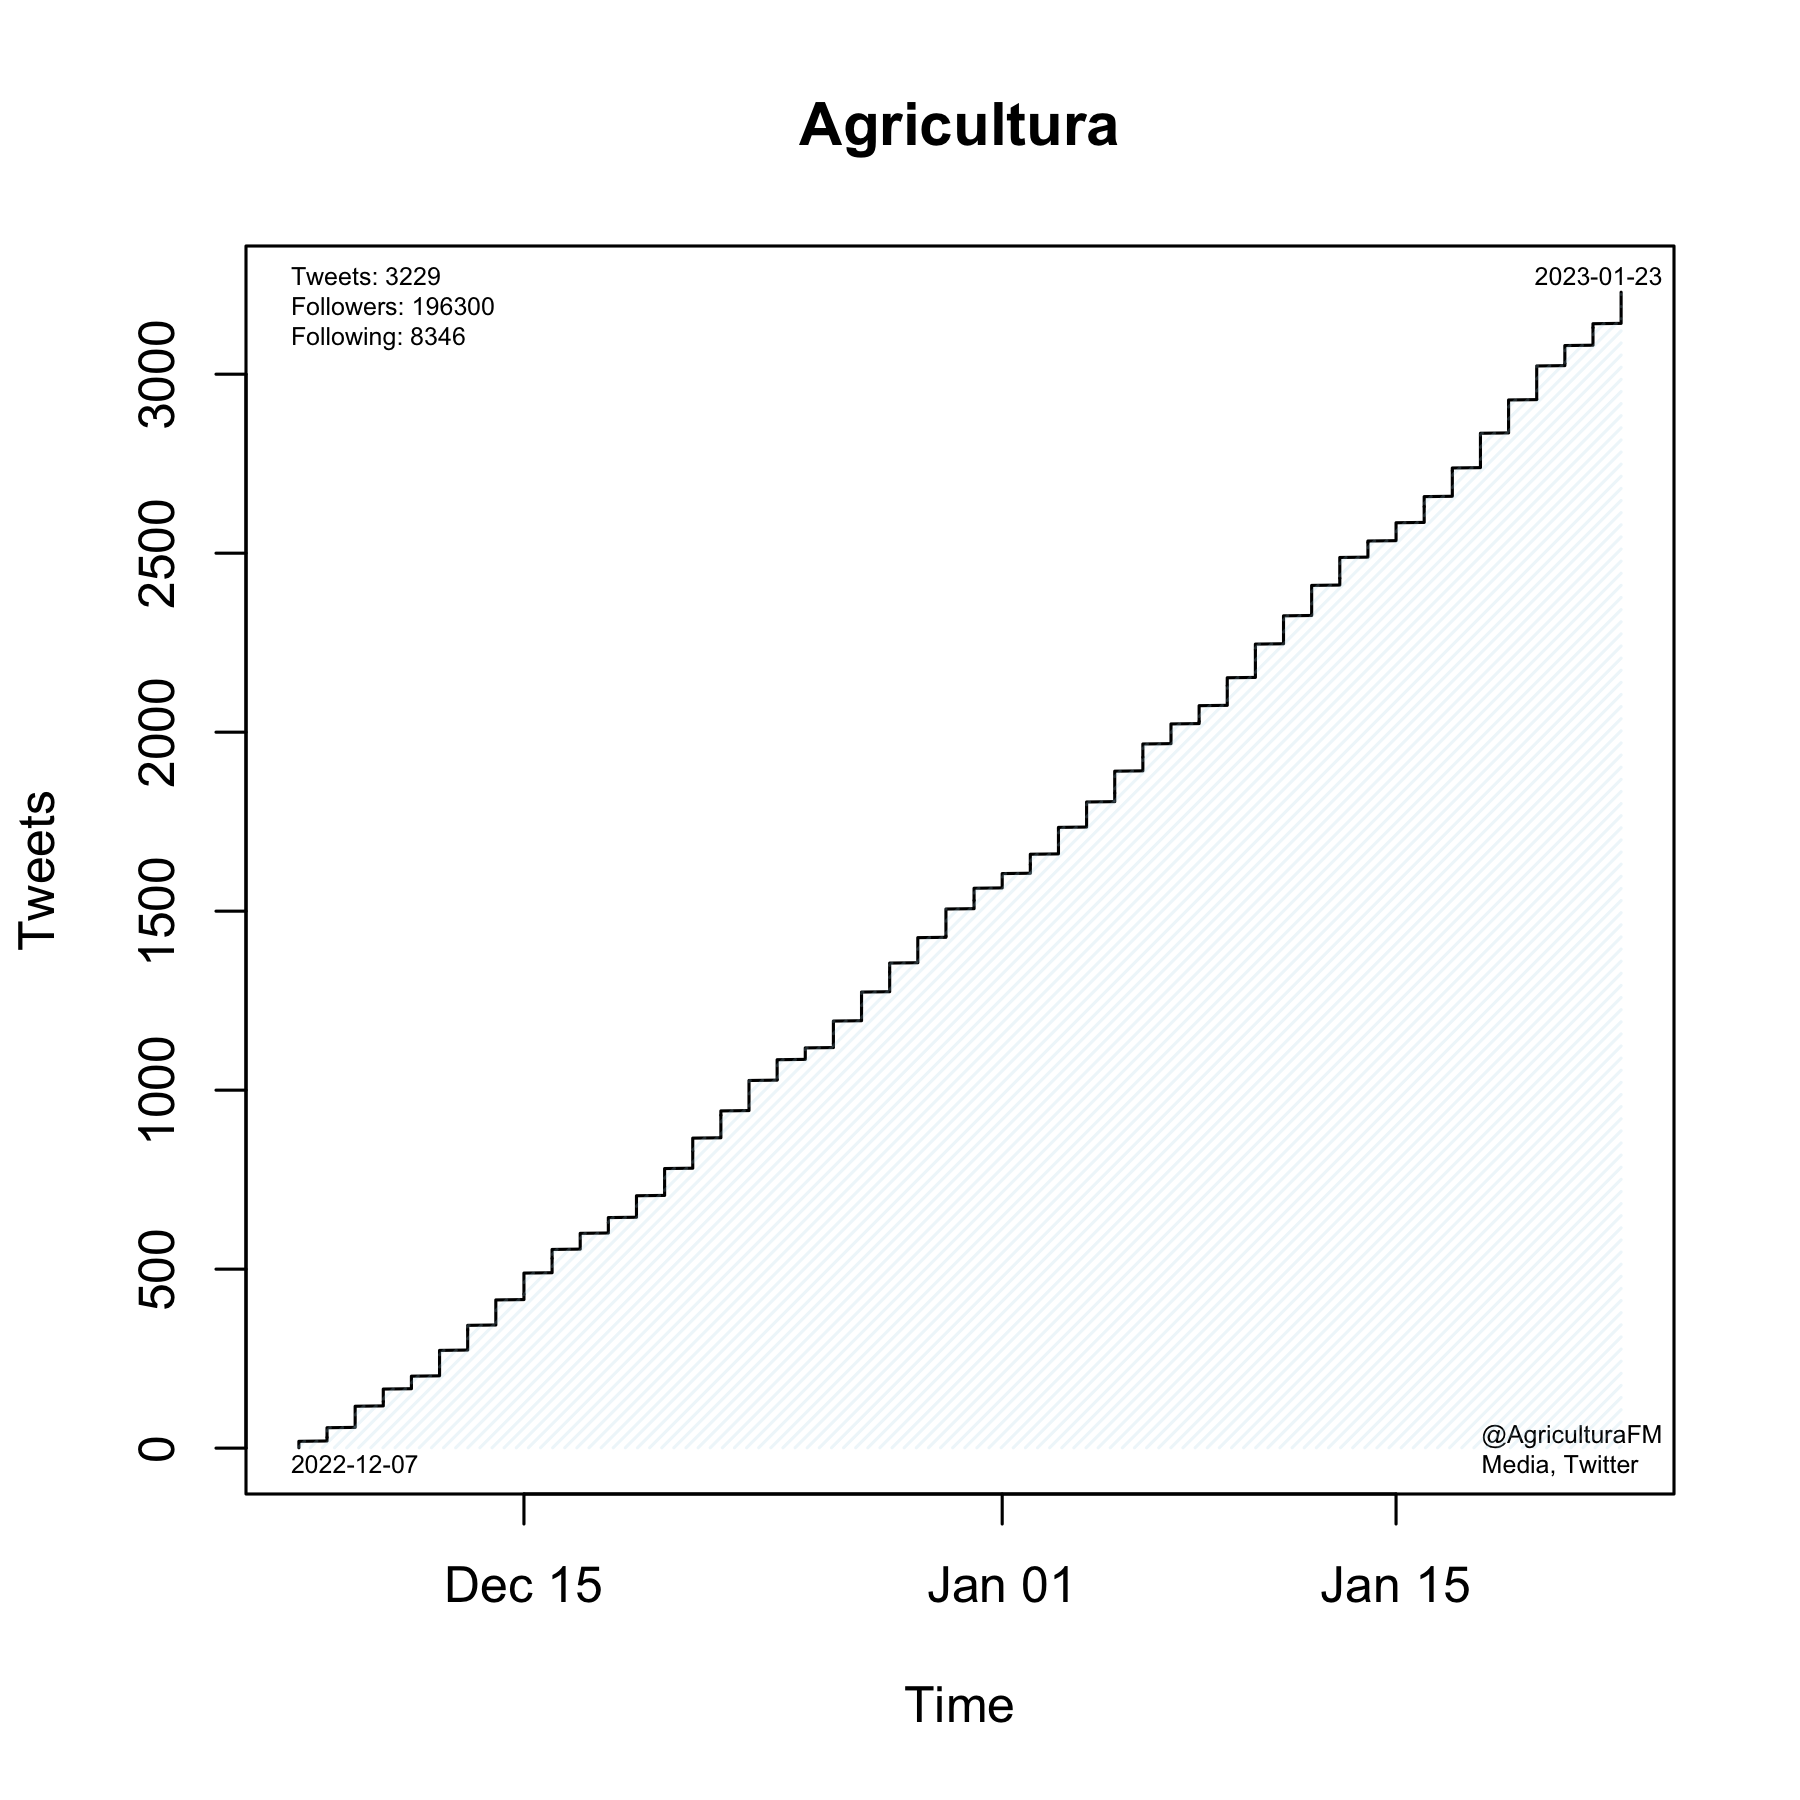 Agricultura
Tweets: 3229
Followers: 196300
Following: 8346
2023-01-23
3000
2500
2000
1500
1000
500
0
Tweets
2022-12-07
@AgriculturaFM
Media, Twitter
Dec 15
Jan 01
Jan 15
Time